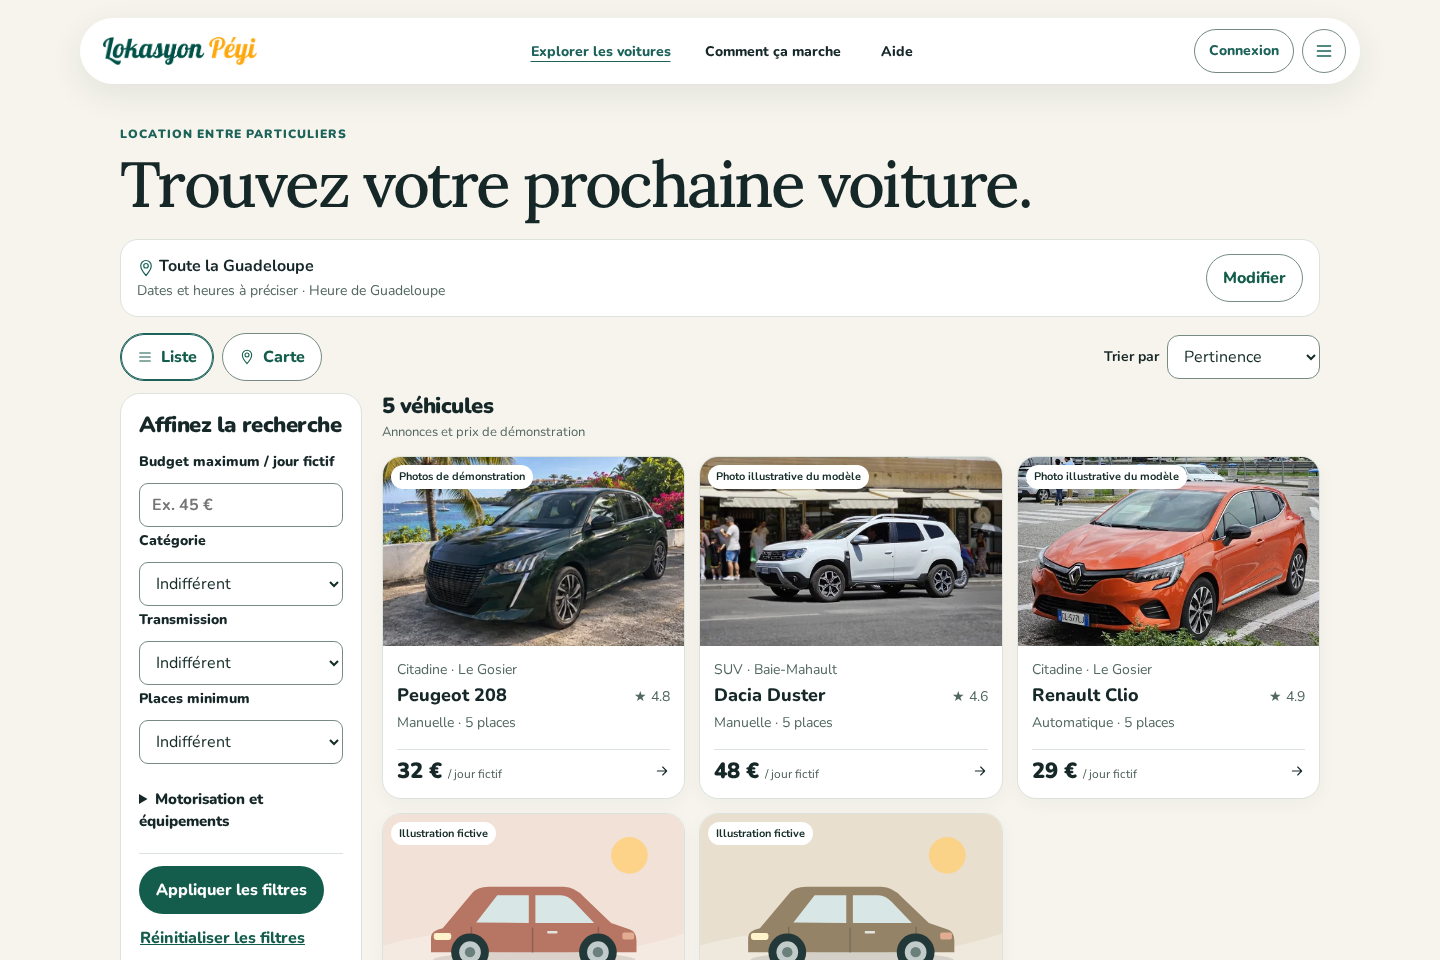 Lokasyon Péyi
Explorer les voitures
Comment ça marche
Aide
Connexion
LOCATION ENTRE PARTICULIERS
Trouvez votre prochaine voiture.
Toute la Guadeloupe
Dates et heures à préciser · Heure de Guadeloupe
Modifier
Liste
Carte
Trier par
Pertinence
Affinez la recherche
Budget maximum / jour fictif
Ex. 45 €
Catégorie
Indifférent
Transmission
Indifférent
Places minimum
Indifférent
Motorisation et
équipements
Appliquer les filtres
Réinitialiser les filtres
5 véhicules
Annonces et prix de démonstration
Photos de démonstration
Citadine · Le Gosier
Peugeot 208
★ 4.8
Manuelle · 5 places
32 € / jour fictif
Photo illustrative du modèle
SUV · Baie-Mahault
Dacia Duster
★ 4.6
Manuelle · 5 places
48 € / jour fictif
Photo illustrative du modèle
Citadine · Le Gosier
Renault Clio
★ 4.9
Automatique · 5 places
29 € / jour fictif
Illustration fictive
Illustration fictive